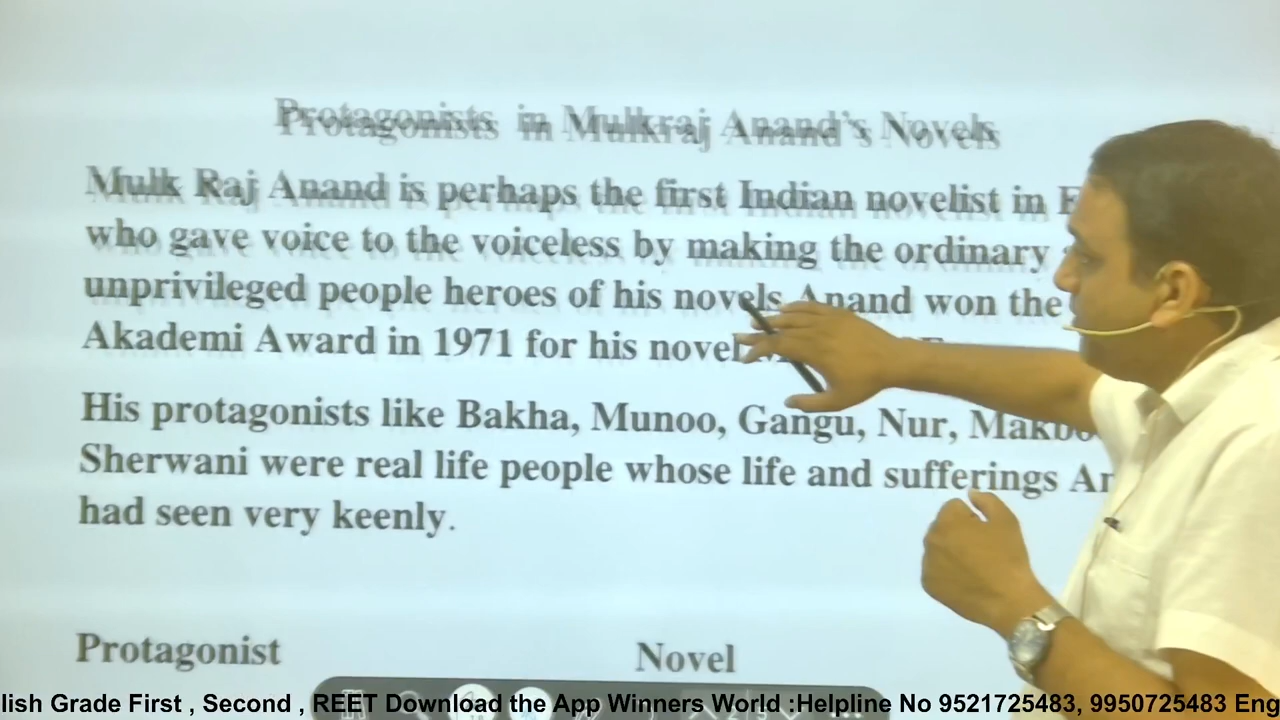 Protagonists in Mulkraj Anand's Novels
Mulk Raj Anand is perhaps the first Indian novelist in
who gave voice to the voiceless by making the ordinary
unprivileged people heroes of his novels Anand won the
Akademi Award in 1971 for his novel
His protagonists like Bakha, Munoo, Gangu, Nur,
Sherwani were real life people whose life and sufferings
had seen very keenly.
Protagonist Novel
lish Grade First , Second , REET Download the App Winners World :Helpline No 9521725483, 9950725483 Eng